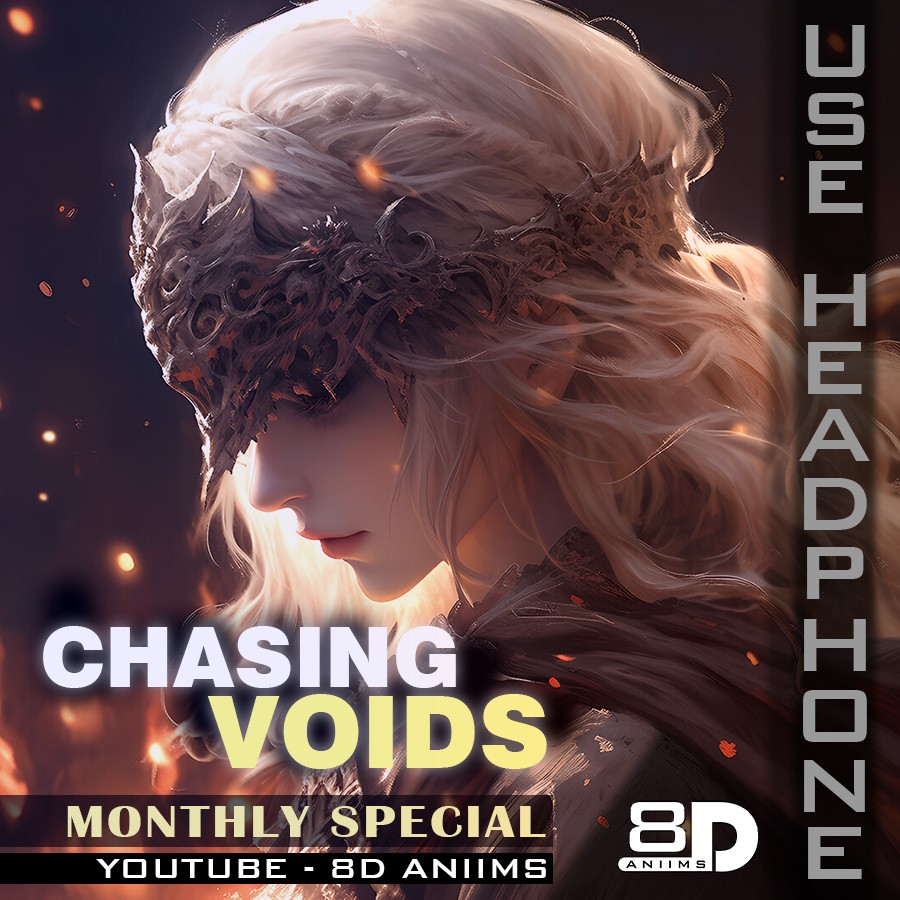 USE HEADPHONE
CHASING
VOIDS
MONTHLY SPECIAL
YOUTUBE - 8D ANIIMS
8D
ANIIMS